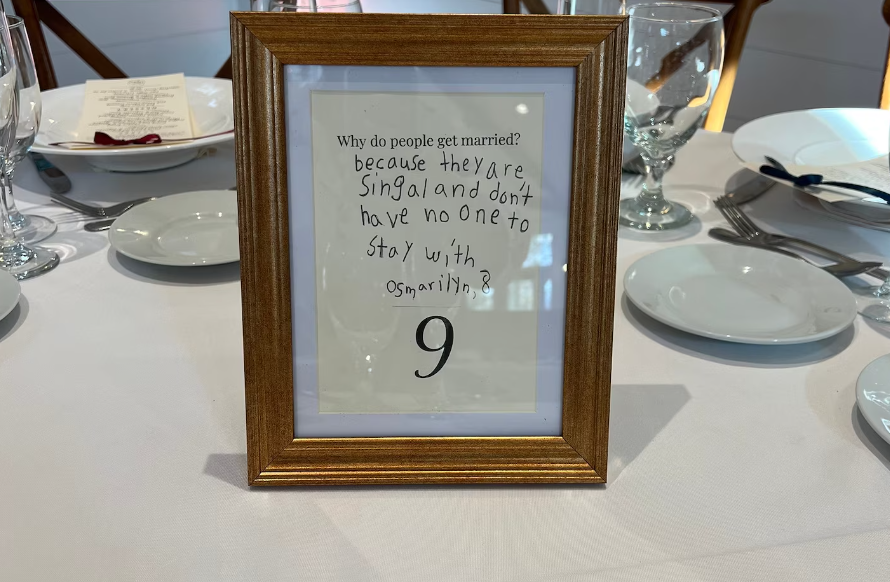 Why do people get married?
because they are
Singal and don't
have no one to
stay with
osmarilyn, 8
9